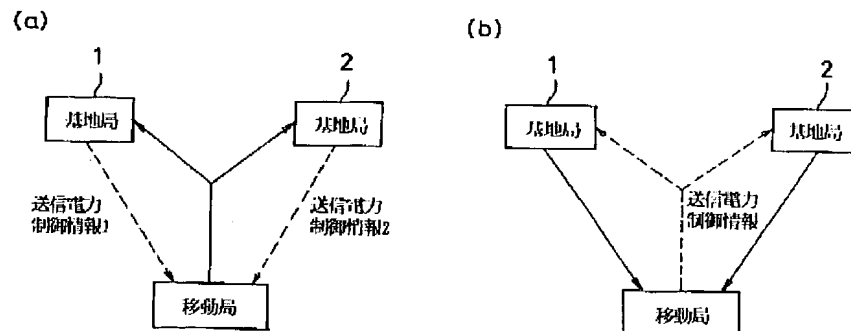 (a)
1
2
基地局
基地局
送信電力
制御情報1
送信電力
制御情報2
移動局
(b)
1
2
基地局
基地局
送信電力
制御情報
移動局